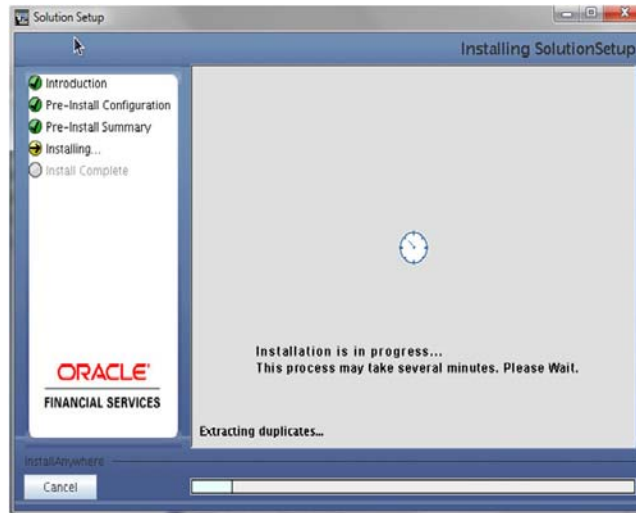 Solution Setup
Installing SolutionSetup
Introduction
Pre-Install Configuration
Pre-Install Summary
Installing...
Install Complete
Installation is in progress...
This process may take several minutes. Please Wait.
ORACLE®
FINANCIAL SERVICES
Extracting duplicates...
InstallAnywhere
Cancel